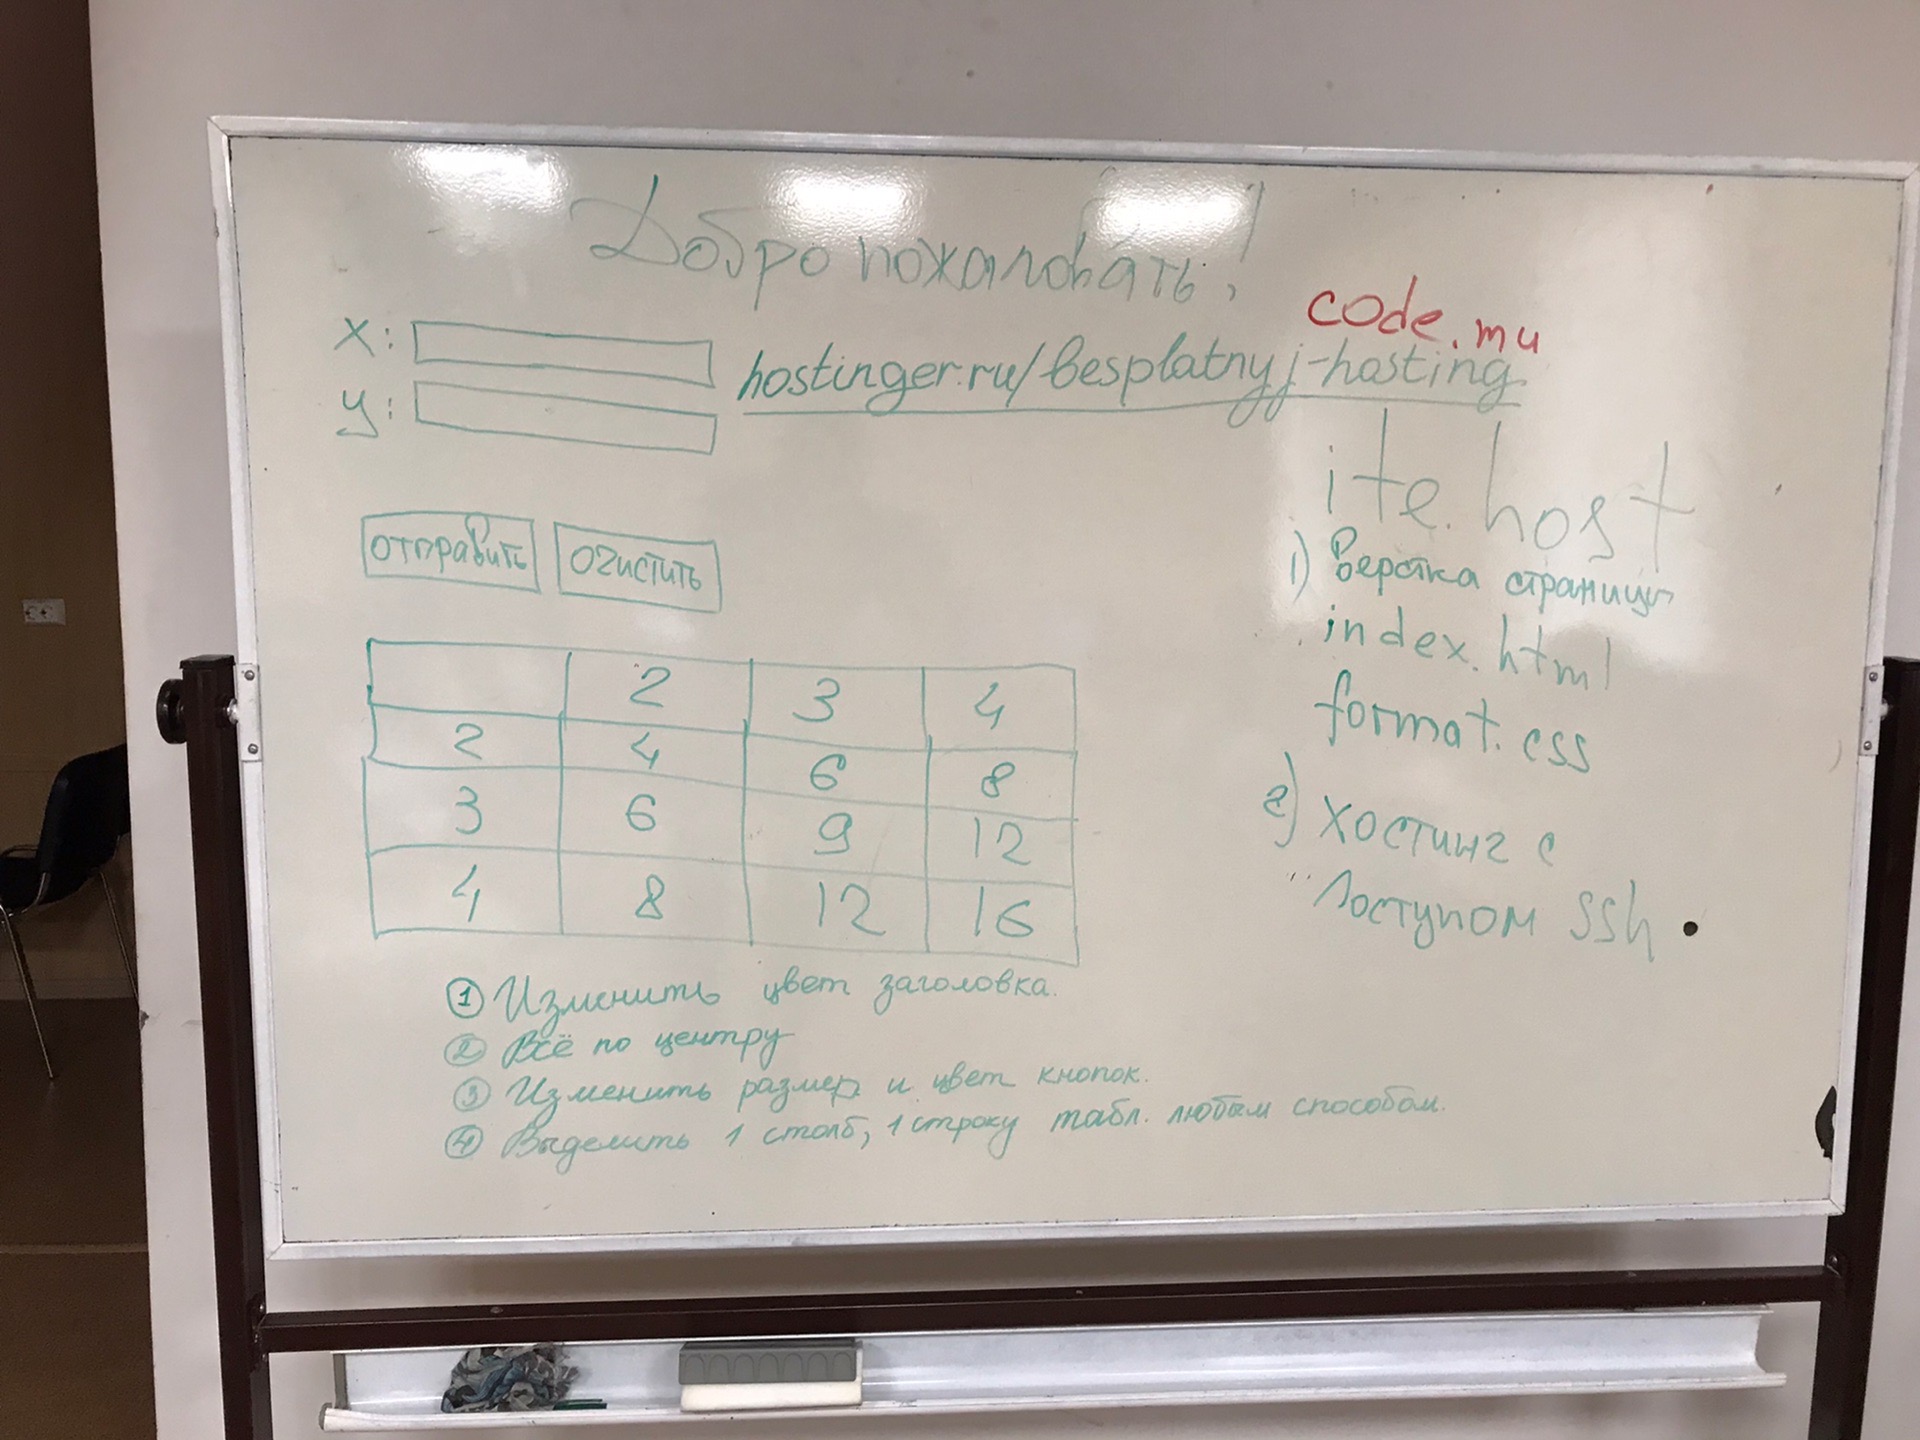 Добро пожаловать!
code.mu
x:
hostinger.ru/besplatnyj-hosting
y:
ite.host
отправить очистить
1) Верстка страницы
index.html
format.css
2) Хостинг с
доступом ssh
2 3 4
2 4 6 8
3 6 9 12
4 8 12 16
① Изменить цвет заголовка.
② Всё по центру
③ Изменить размер и цвет кнопок.
④ Выделить 1 столб, 1 строку табл. любым способом.